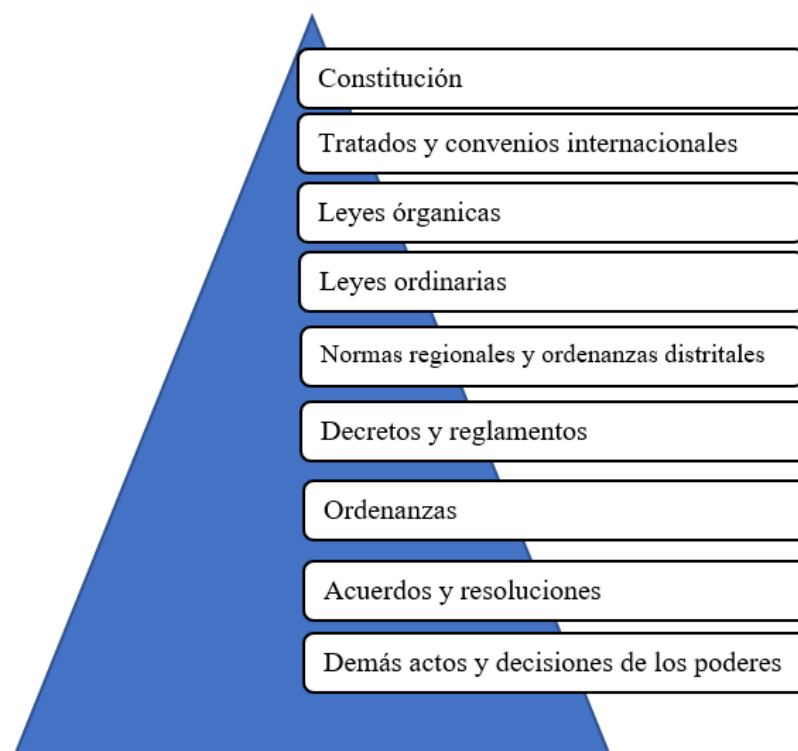 Constitución
Tratados y convenios internacionales
Leyes órganicas
Leyes ordinarias
Normas regionales y ordenanzas distritales
Decretos y reglamentos
Ordenanzas
Acuerdos y resoluciones
Demás actos y decisiones de los poderes